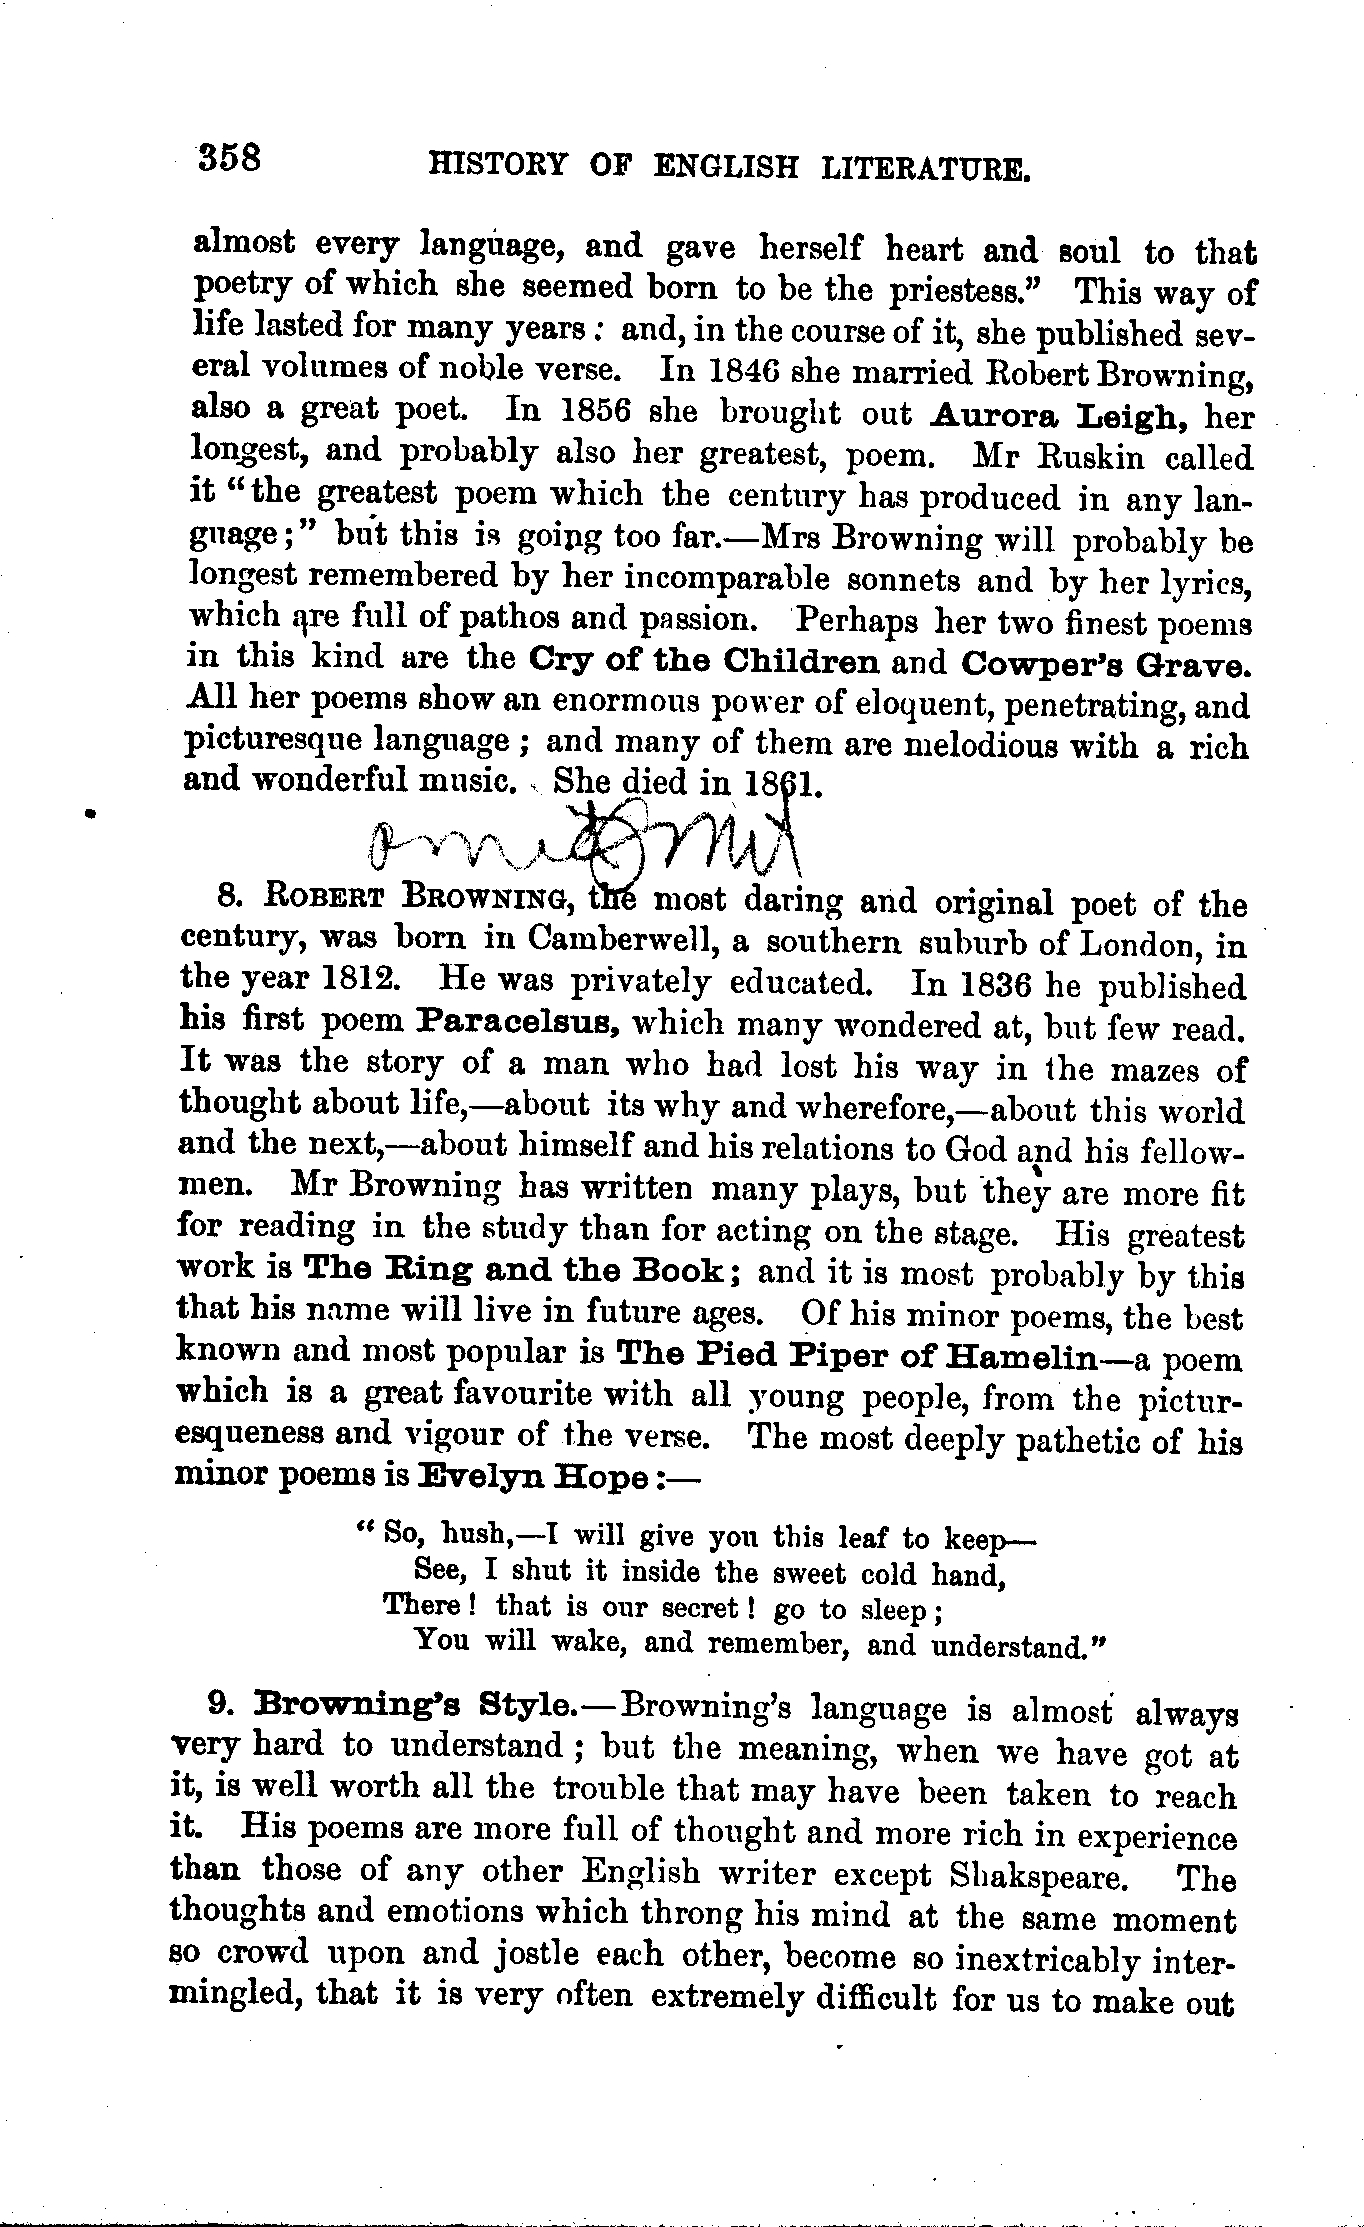 358 HISTORY OF ENGLISH LITERATURE.
almost every language, and gave herself heart and soul to that
poetry of which she seemed born to be the priestess.” This way of
life lasted for many years: and, in the course of it, she published sev-
eral volumes of noble verse. In 1846 she married Robert Browning,
also a great poet. In 1856 she brought out Aurora Leigh, her
longest, and probably also her greatest, poem. Mr Ruskin called
it “the greatest poem which the century has produced in any lan-
guage;” but this is going too far.—Mrs Browning will probably be
longest remembered by her incomparable sonnets and by her lyrics,
which are full of pathos and passion. Perhaps her two finest poems
in this kind are the Cry of the Children and Cowper’s Grave.
All her poems show an enormous power of eloquent, penetrating, and
picturesque language; and many of them are melodious with a rich
and wonderful music. She died in 1861.
omit omit
8. ROBERT BROWNING, the most daring and original poet of the
century, was born in Camberwell, a southern suburb of London, in
the year 1812. He was privately educated. In 1836 he published
his first poem Paracelsus, which many wondered at, but few read.
It was the story of a man who had lost his way in the mazes of
thought about life,—about its why and wherefore,—about this world
and the next,—about himself and his relations to God and his fellow-
men. Mr Browning has written many plays, but they are more fit
for reading in the study than for acting on the stage. His greatest
work is The Ring and the Book; and it is most probably by this
that his name will live in future ages. Of his minor poems, the best
known and most popular is The Pied Piper of Hamelin—a poem
which is a great favourite with all young people, from the pictur-
esqueness and vigour of the verse. The most deeply pathetic of his
minor poems is Evelyn Hope:—
“So, hush,—I will give you this leaf to keep—
See, I shut it inside the sweet cold hand,
There! that is our secret! go to sleep;
You will wake, and remember, and understand.”
9. Browning’s Style.—Browning’s language is almost always
very hard to understand; but the meaning, when we have got at
it, is well worth all the trouble that may have been taken to reach
it. His poems are more full of thought and more rich in experience
than those of any other English writer except Shakspeare. The
thoughts and emotions which throng his mind at the same moment
so crowd upon and jostle each other, become so inextricably inter-
mingled, that it is very often extremely difficult for us to make out